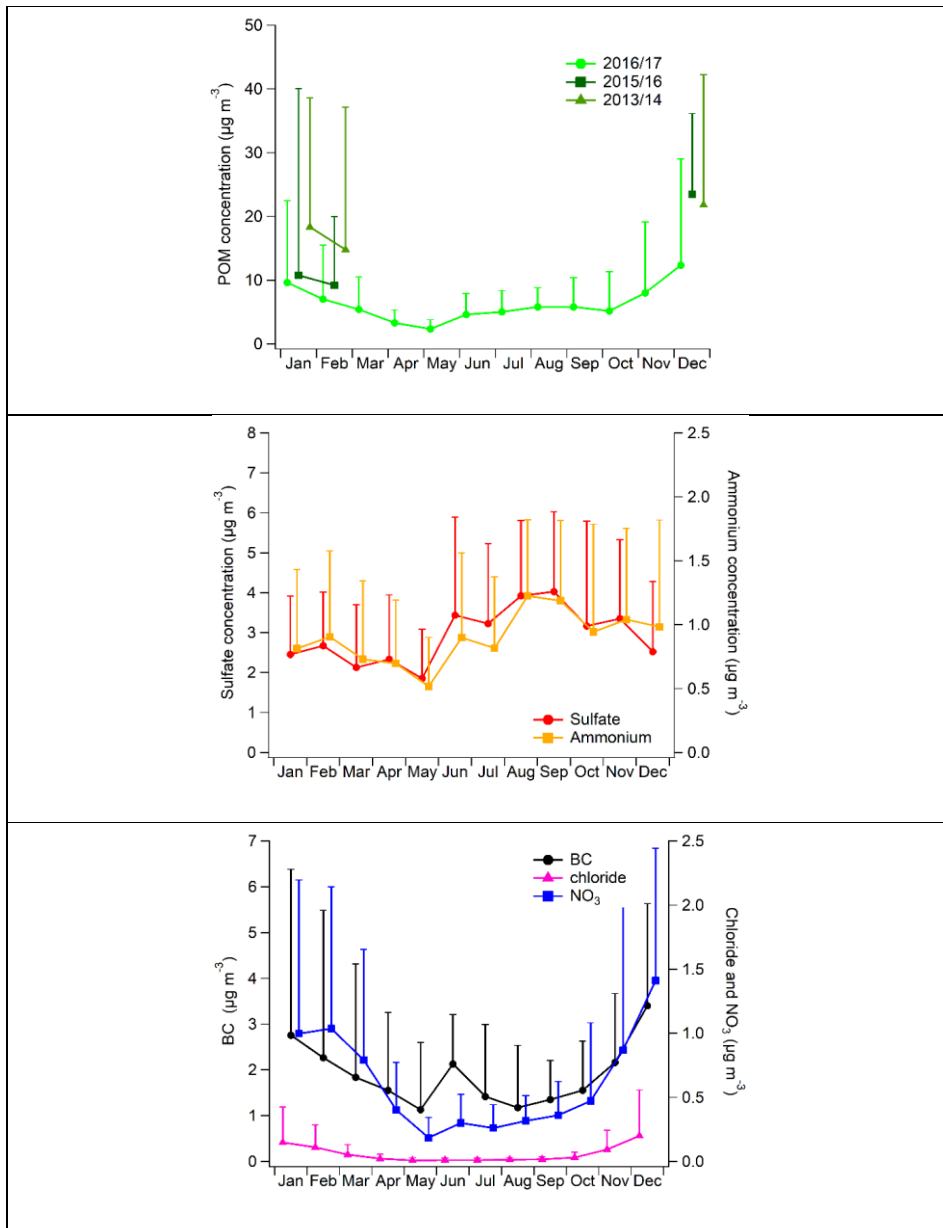 50
40
30
20
10
0
POM concentration (µg m⁻³)
2016/17
2015/16
2013/14
Jan Feb Mar Apr May Jun Jul Aug Sep Oct Nov Dec
8
7
6
5
4
3
2
1
0
Sulfate concentration (µg m⁻³)
2.5
2.0
1.5
1.0
0.5
0.0
Ammonium concentration (µg m⁻³)
Sulfate
Ammonium
Jan Feb Mar Apr May Jun Jul Aug Sep Oct Nov Dec
7
6
5
4
3
2
1
0
BC (µg m⁻³)
2.5
2.0
1.5
1.0
0.5
0.0
Chloride and NO₃ (µg m⁻³)
BC
chloride
NO₃
Jan Feb Mar Apr May Jun Jul Aug Sep Oct Nov Dec